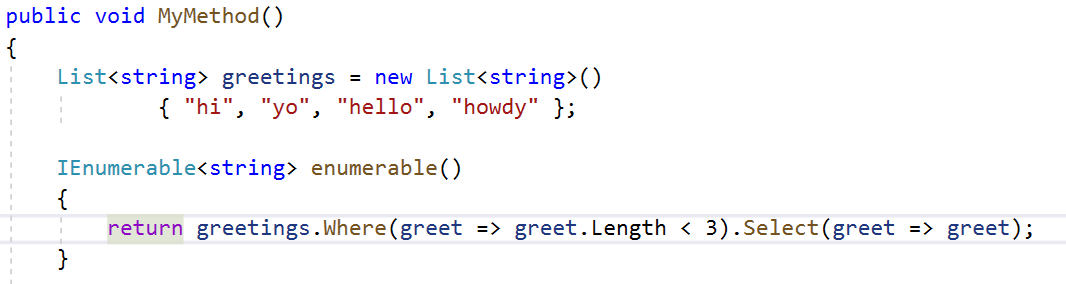 public void MyMethod()
{
    List<string> greetings = new List<string>()
            { "hi", "yo", "hello", "howdy" };
    IEnumerable<string> enumerable()
    {
        return greetings.Where(greet => greet.Length < 3).Select(greet => greet);
    }